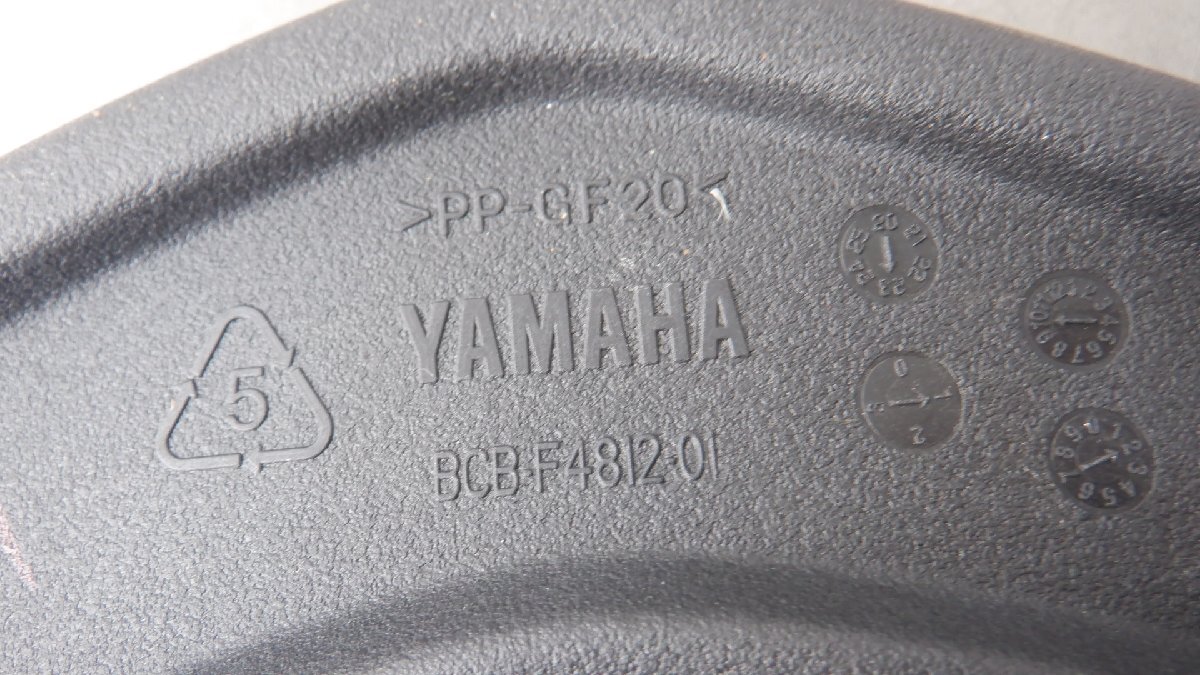 >PP-GF20<
YAMAHA
5
BCB-F4812-01